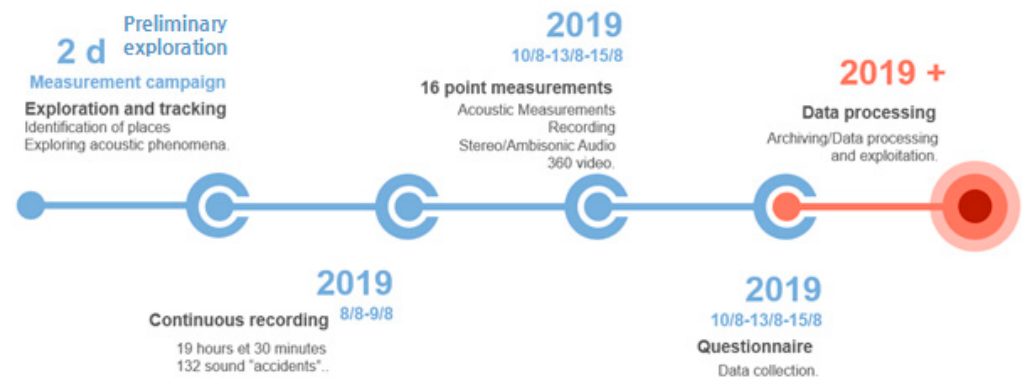 Preliminary
2 d exploration
Measurement campaign
Exploration and tracking
Identification of places
Exploring acoustic phenomena.
2019
8/8-9/8
Continuous recording
19 hours et 30 minutes
132 sound "accidents"..
2019
10/8-13/8-15/8
16 point measurements
Acoustic Measurements
Recording
Stereo/Ambisonic Audio
360 video.
2019
10/8-13/8-15/8
Questionnaire
Data collection.
2019 +
Data processing
Archiving/Data processing
and exploitation.